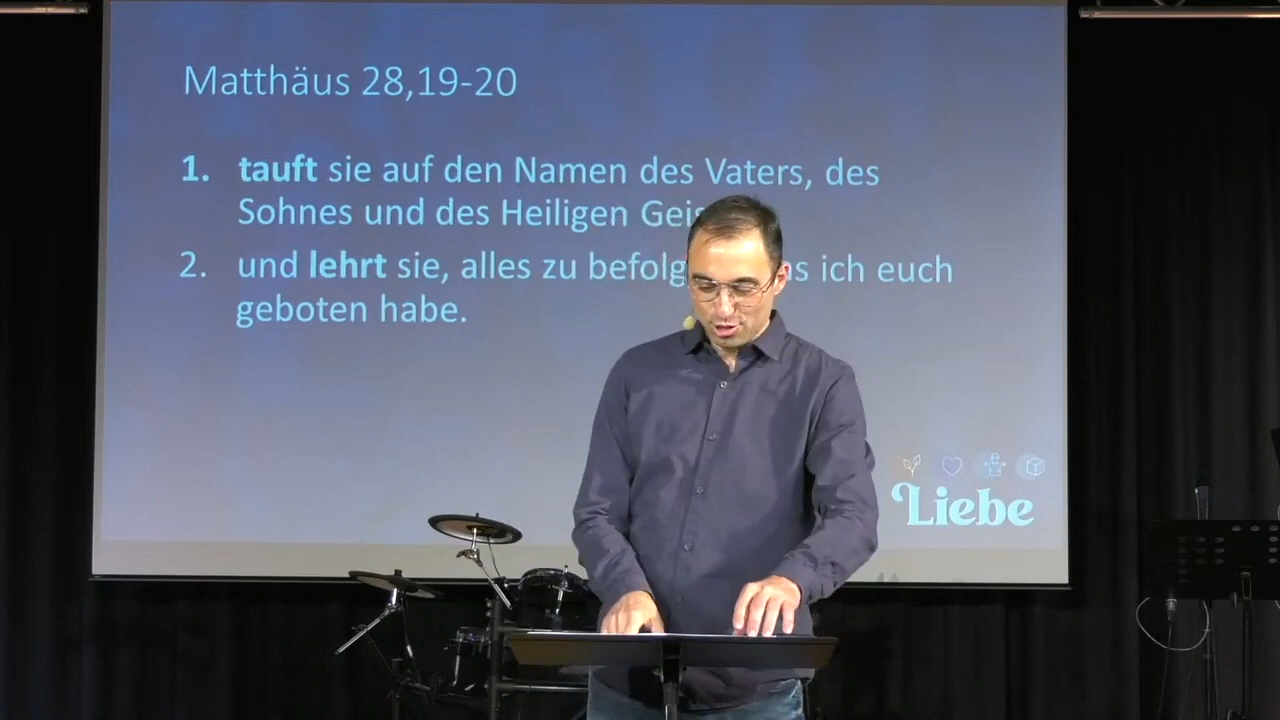 Matthäus 28,19-20
1. tauft sie auf den Namen des Vaters, des
Sohnes und des Heiligen
2. und lehrt sie, alles zu ich euch
geboten habe.
Liebe